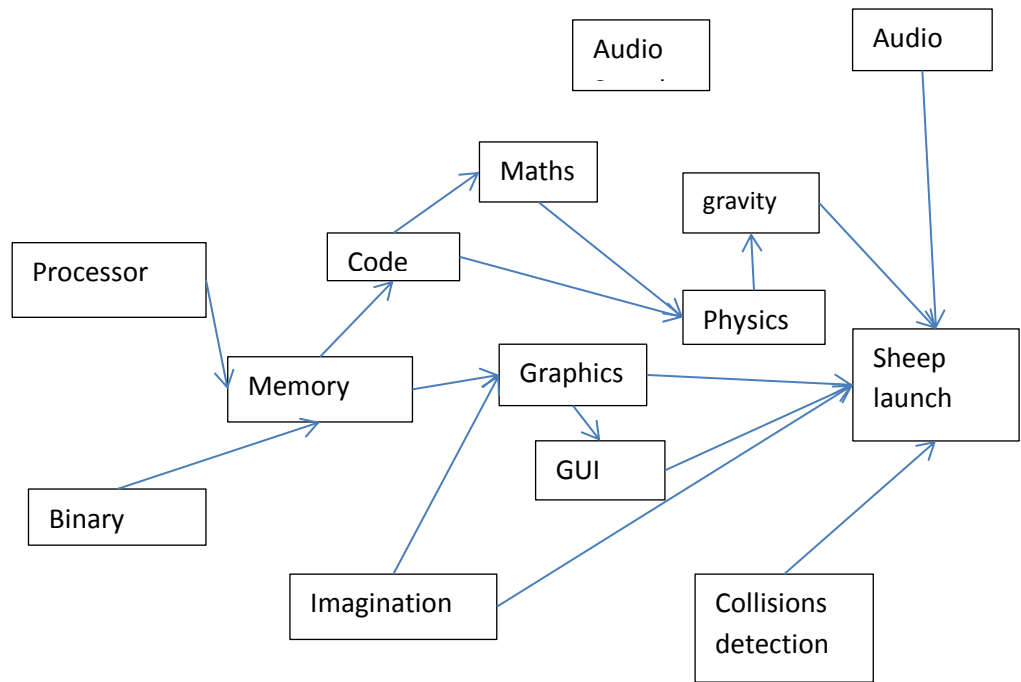 Audio
Audio
Maths
gravity
Code
Processor
Physics
Sheep
launch
Graphics
Memory
GUI
Binary
Imagination
Collisions
detection